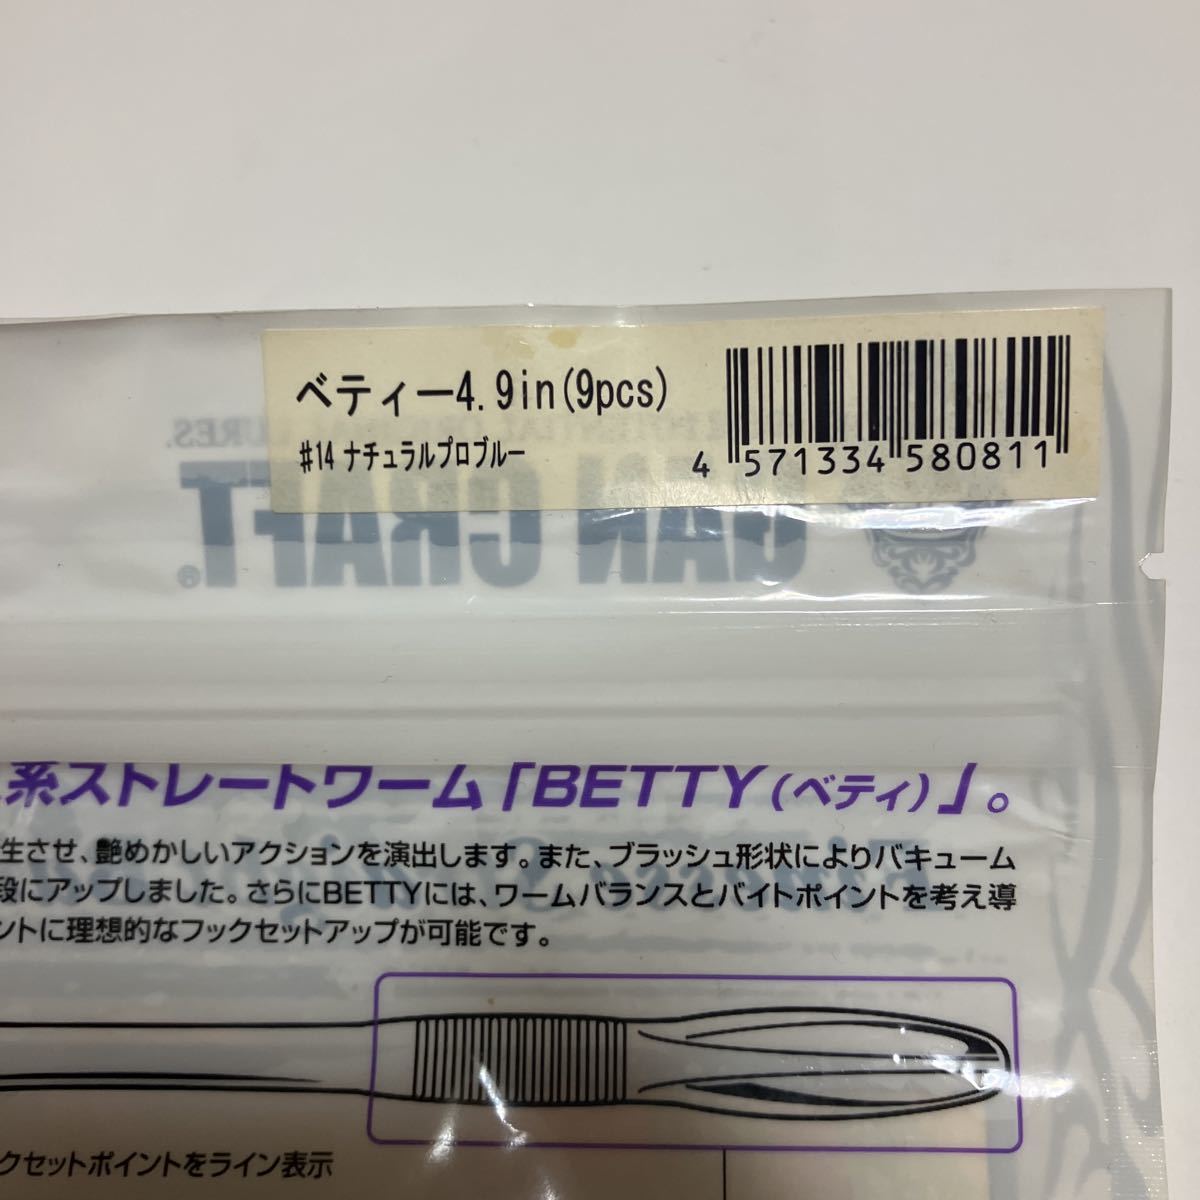 ベティー4.9in(9pcs)
#14 ナチュラルプロブルー
4 571334 580811
GAN CRAFT®
系ストレートワーム「BETTY(ベティ)」。
生させ、艶めかしいアクションを演出します。また、ブラッシュ形状によりバキューム
段にアップしました。さらにBETTYには、ワームバランスとバイトポイントを考え導
ントに理想的なフックセットアップが可能です。
クセットポイントをライン表示